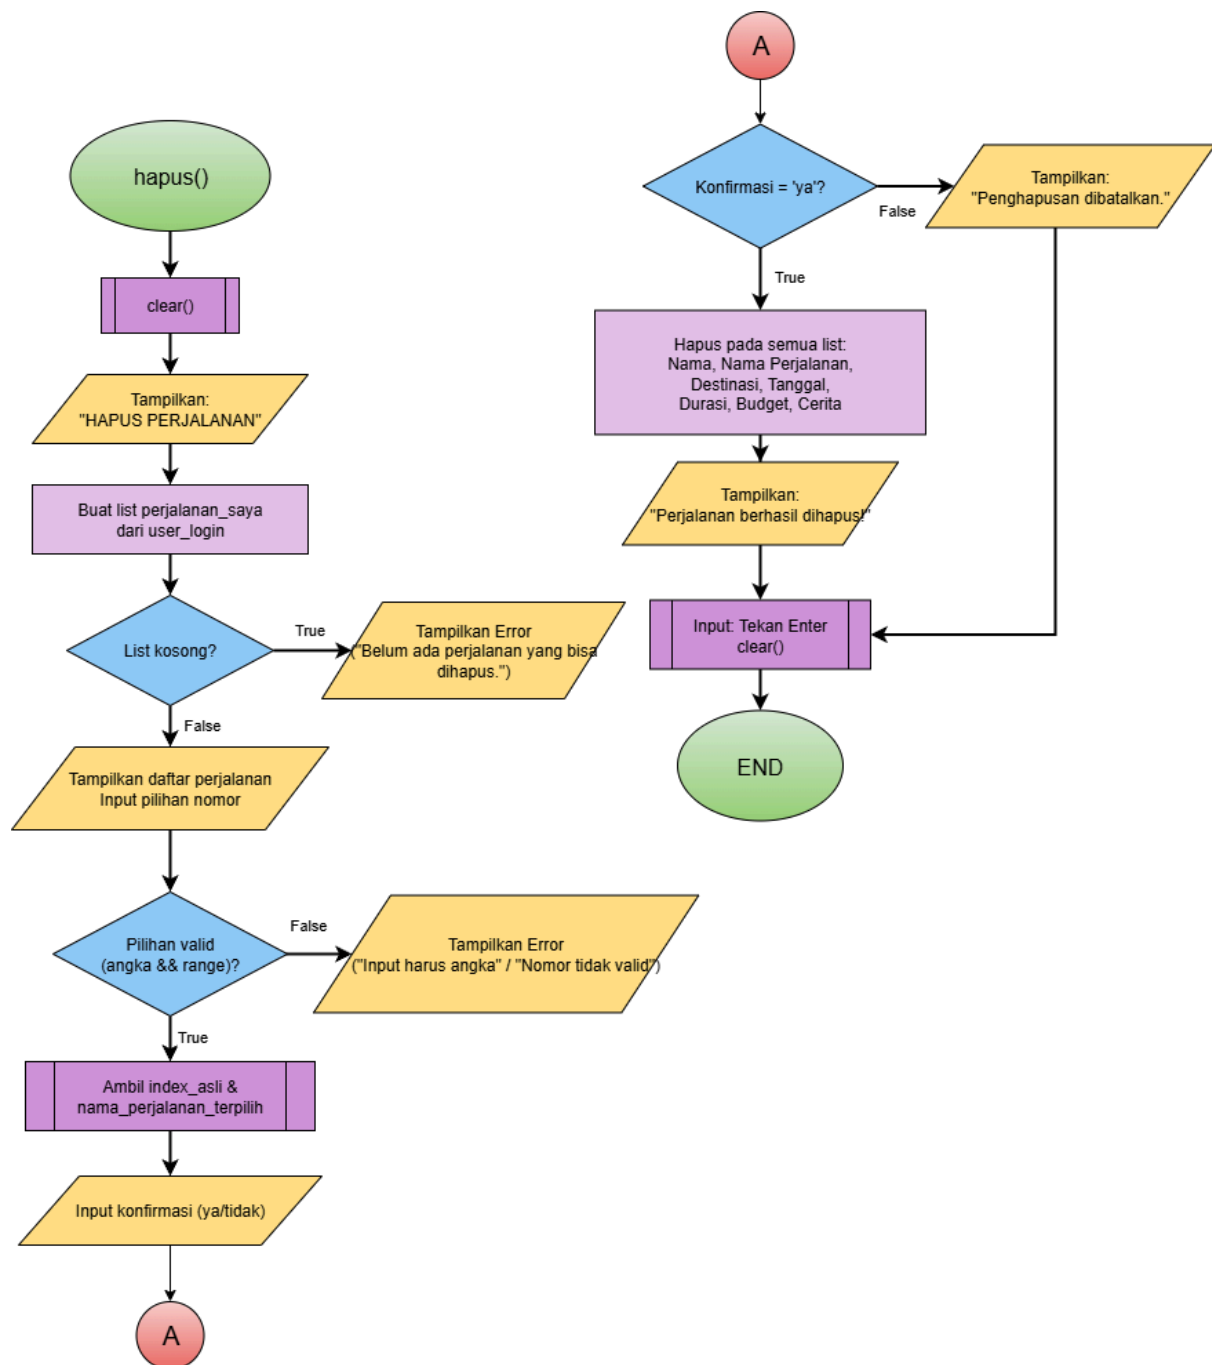 hapus()
clear()
Tampilkan:
"HAPUS PERJALANAN"
Buat list perjalanan_saya
dari user_login
List kosong?
True
Tampilkan Error
("Belum ada perjalanan yang bisa
dihapus.")
False
Tampilkan daftar perjalanan
Input pilihan nomor
Pilihan valid
(angka && range)?
False
Tampilkan Error
("Input harus angka" / "Nomor tidak valid")
True
Ambil index_asli &
nama_perjalanan_terpilih
Input konfirmasi (ya/tidak)
A
A
Konfirmasi = 'ya'?
False
Tampilkan:
"Penghapusan dibatalkan."
True
Hapus pada semua list:
Nama, Nama Perjalanan,
Destinasi, Tanggal,
Durasi, Budget, Cerita
Tampilkan:
"Perjalanan berhasil dihapus!"
Input: Tekan Enter
clear()
END